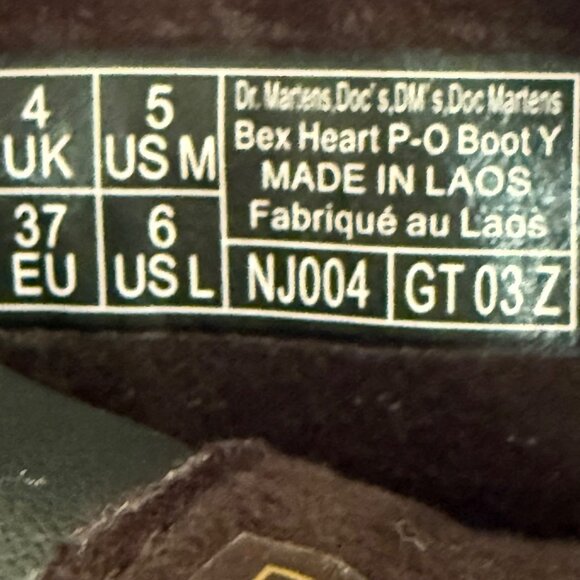 4
UK
5
US M
37
EU
6
US L
Dr. Martens,Doc's,DM's,Doc Martens
Bex Heart P-O Boot Y
MADE IN LAOS
Fabriqué au Laos
NJ004
GT 03 Z